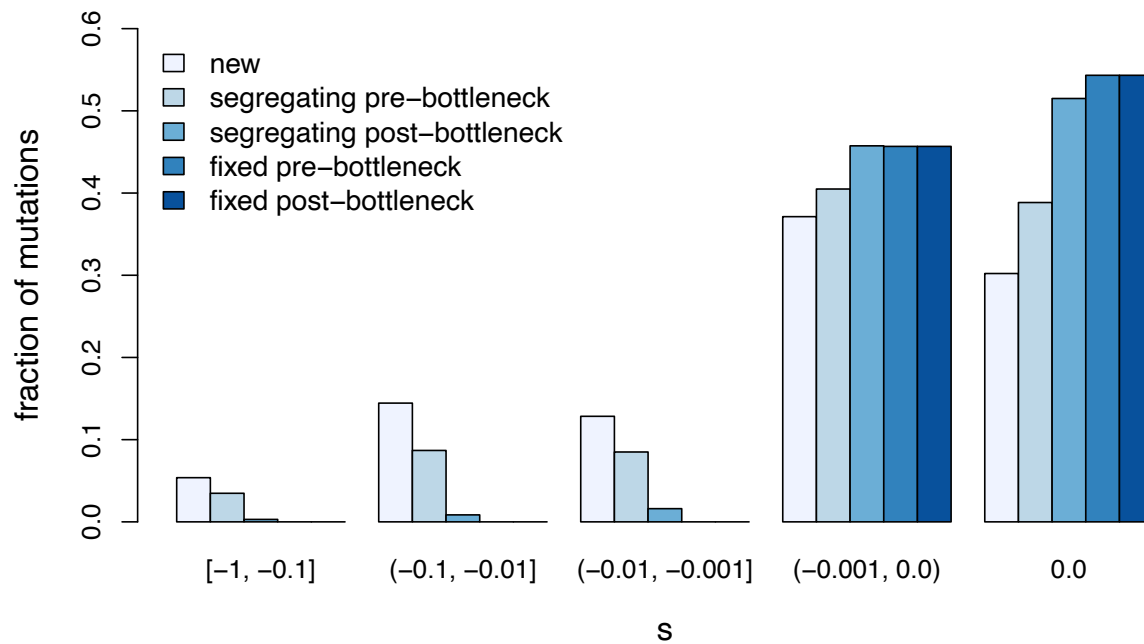 0.6
0.5
0.4
0.3
0.2
0.1
0.0
fraction of mutations
new
segregating pre−bottleneck
segregating post−bottleneck
fixed pre−bottleneck
fixed post−bottleneck
[−1, −0.1]
(−0.1, −0.01]
(−0.01, −0.001]
(−0.001, 0.0)
0.0
s